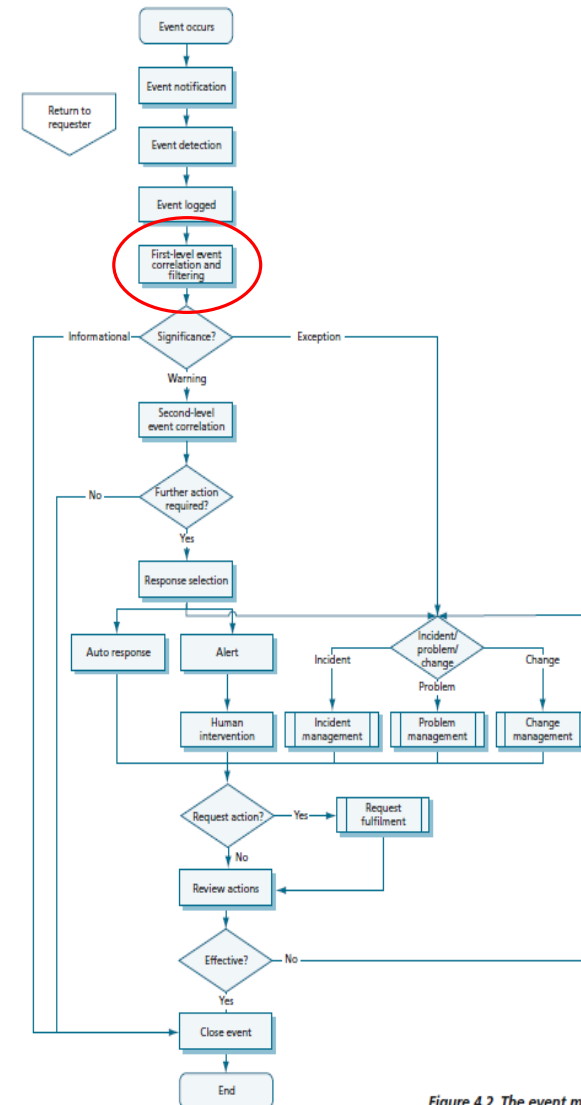 Event occurs
Event notification
Return to
requester
Event detection
Event logged
First-level event
correlation and
filtering
Informational
Significance?
Exception
Warning
Second-level
event correlation
No
Further action
required?
Yes
Response selection
Auto response
Alert
Incident/
problem/
change
Incident
Change
Problem
Human
intervention
Incident
management
Problem
management
Change
management
Request action?
Yes
Request
fulfilment
No
Review actions
Effective?
No
Yes
Close event
End
Figure 4.2 The event m